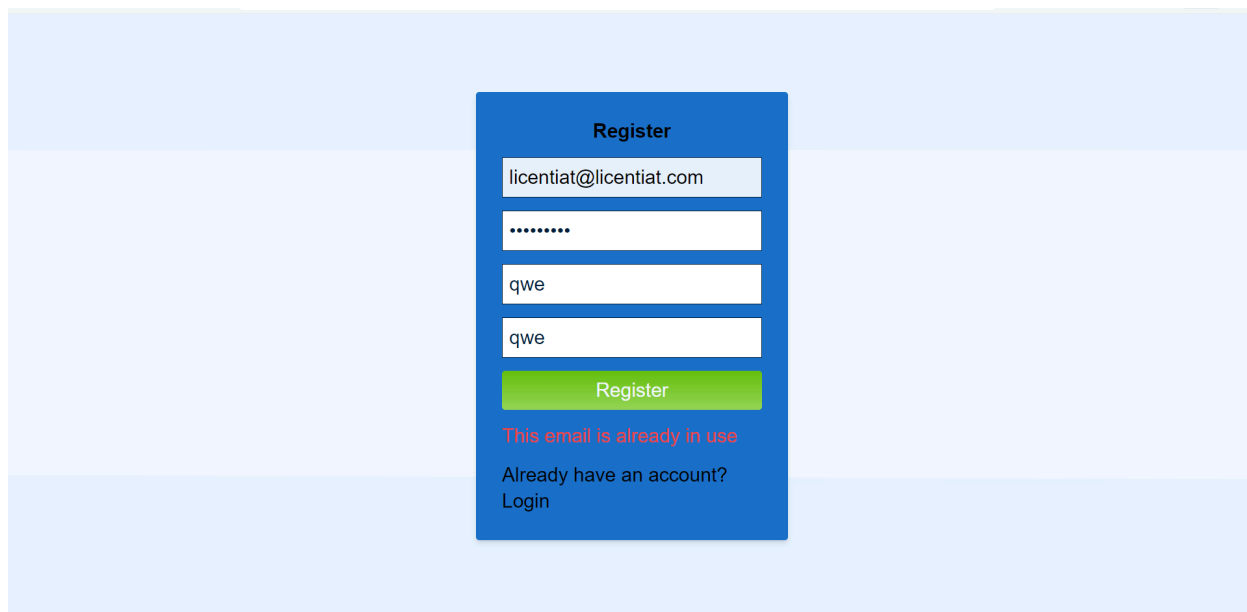 Register
licentiat@licentiat.com
•••••••••
qwe
qwe
Register
This email is already in use
Already have an account?
Login